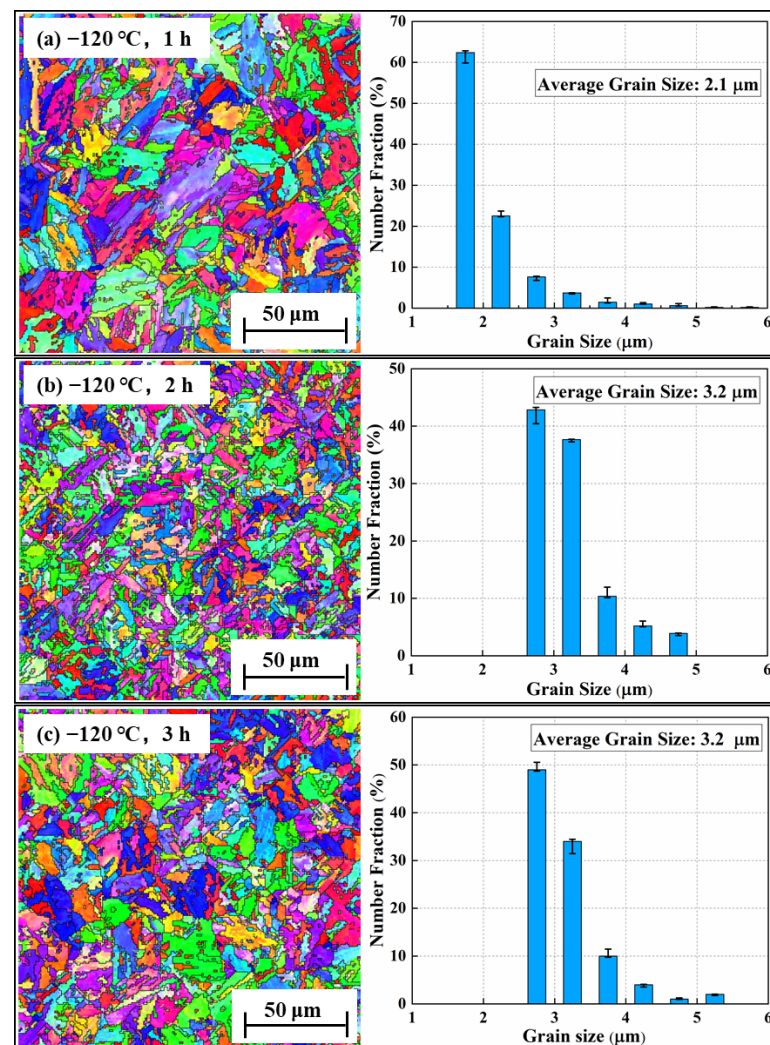 (a) −120 ℃, 1 h
50 μm
Number Fraction (%)
70
60
50
40
30
20
10
0
Average Grain Size: 2.1 μm
1 2 3 4 5 6
Grain Size (μm)
(b) −120 ℃, 2 h
50 μm
Number Fraction (%)
50
40
30
20
10
0
Average Grain Size: 3.2 μm
1 2 3 4 5 6
Grain Size (μm)
(c) −120 ℃, 3 h
50 μm
Number Fraction (%)
60
50
40
30
20
10
0
Average Grain Size: 3.2 μm
1 2 3 4 5 6
Grain size (μm)